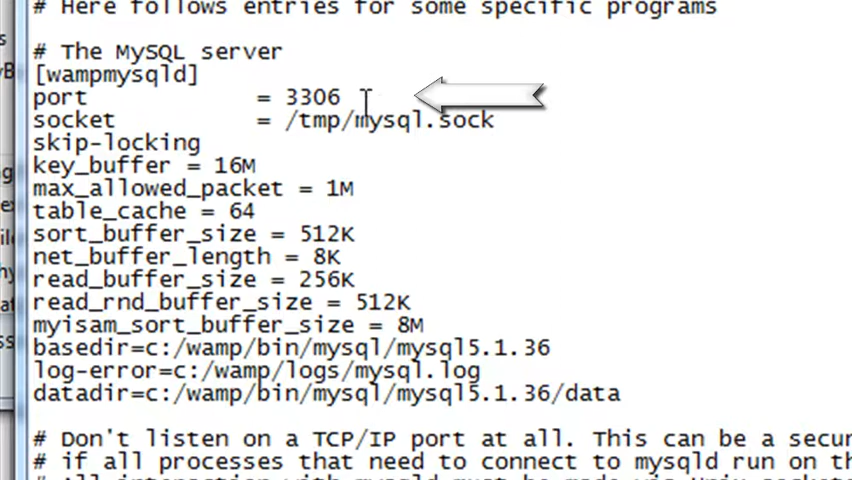 # Here follows entries for some specific programs
# The MySQL server
[wampmysqld]
port = 3306
socket = /tmp/mysql.sock
skip-locking
key_buffer = 16M
max_allowed_packet = 1M
table_cache = 64
sort_buffer_size = 512K
net_buffer_length = 8K
read_buffer_size = 256K
read_rnd_buffer_size = 512K
myisam_sort_buffer_size = 8M
basedir=c:/wamp/bin/mysql/mysql5.1.36
log-error=c:/wamp/logs/mysql.log
datadir=c:/wamp/bin/mysql/mysql5.1.36/data
# Don't listen on a TCP/IP port at all. This can be a secur
# if all processes that need to connect to mysqld run on th